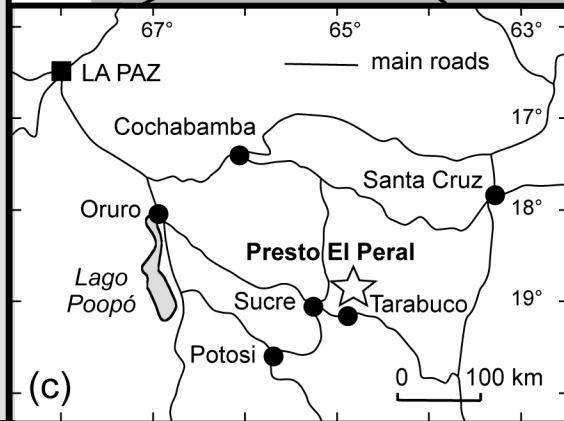 67° 65° 63°
LA PAZ
main roads
17°
Cochabamba
Santa Cruz
Oruro
18°
Presto El Peral
Lago
Poopó
Sucre
Tarabuco
19°
Potosi
(c)
0 100 km